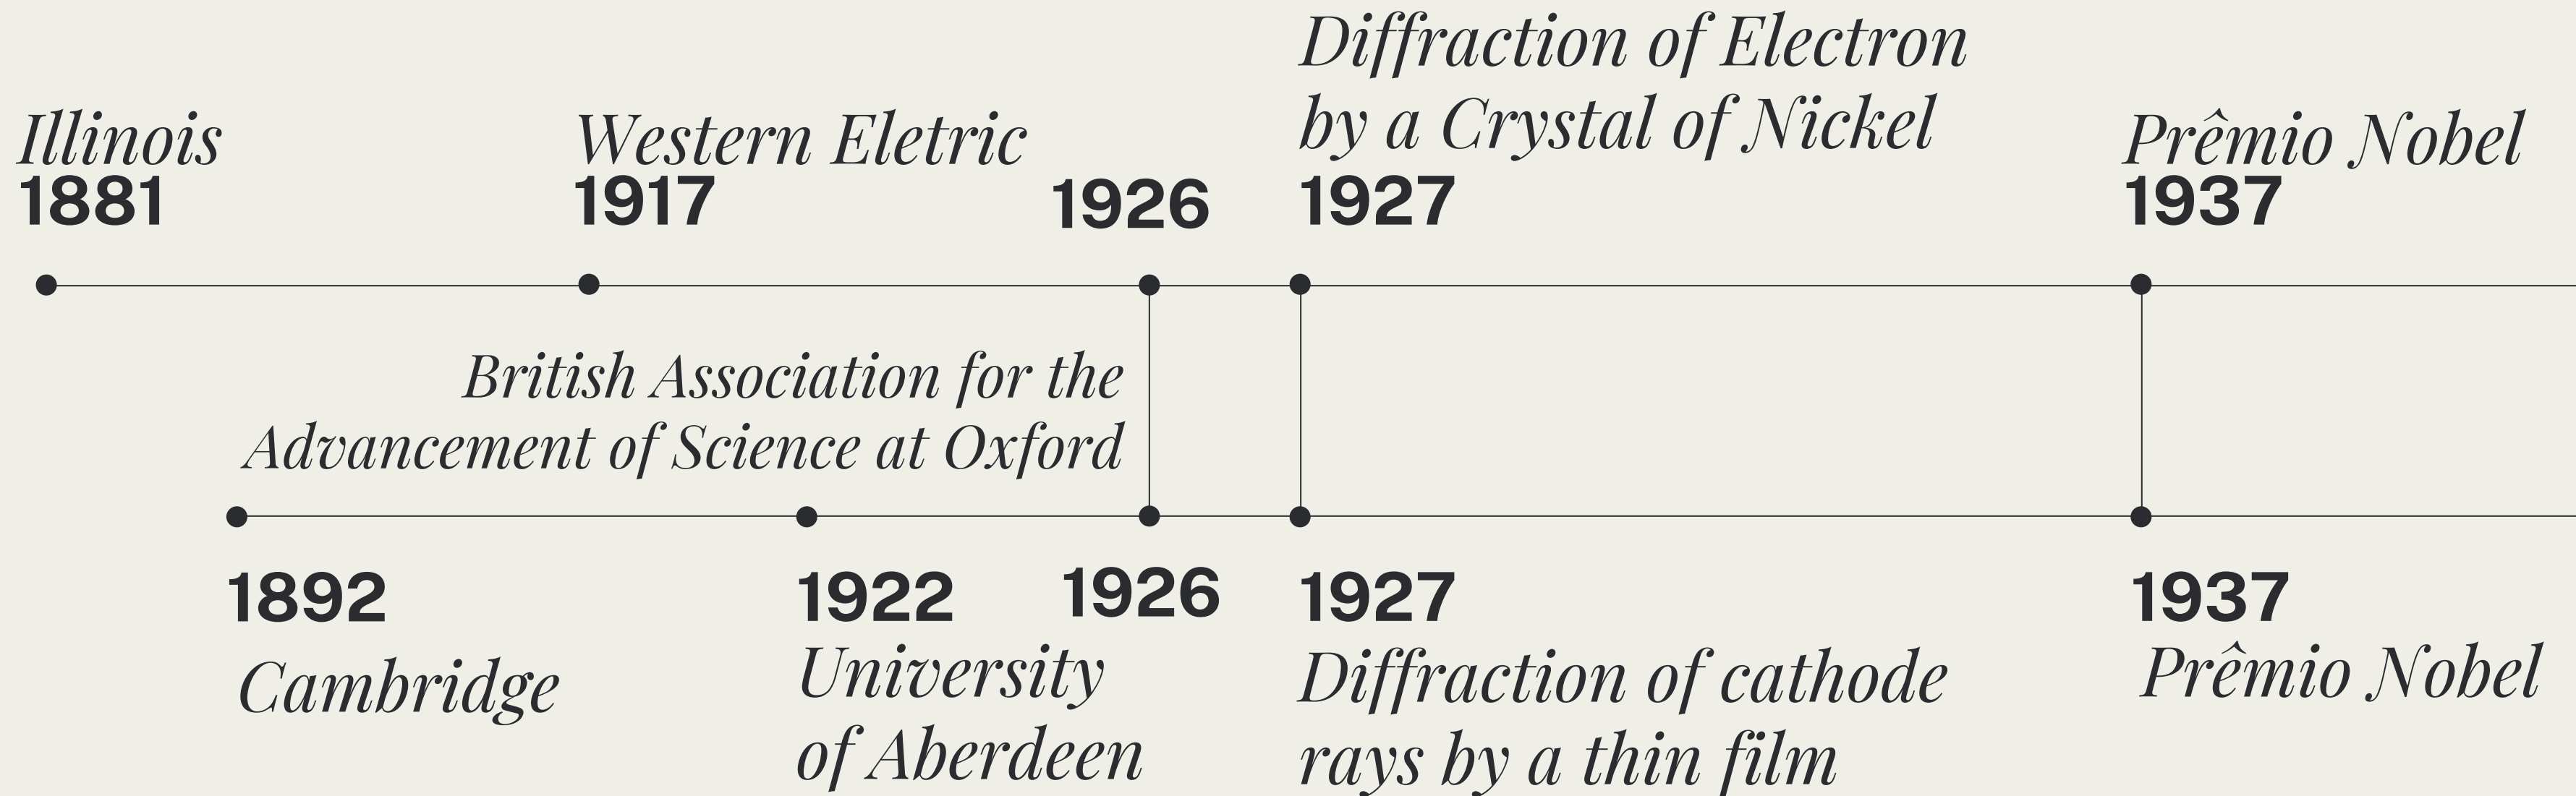 Diffraction of Electron
by a Crystal of Nickel
Illinois
1881
Western Eletric
1917
1926
1927
Prêmio Nobel
1937
British Association for the
Advancement of Science at Oxford
1892
Cambridge
1922
University
of Aberdeen
1926
1927
Diffraction of cathode
rays by a thin film
1937
Prêmio Nobel